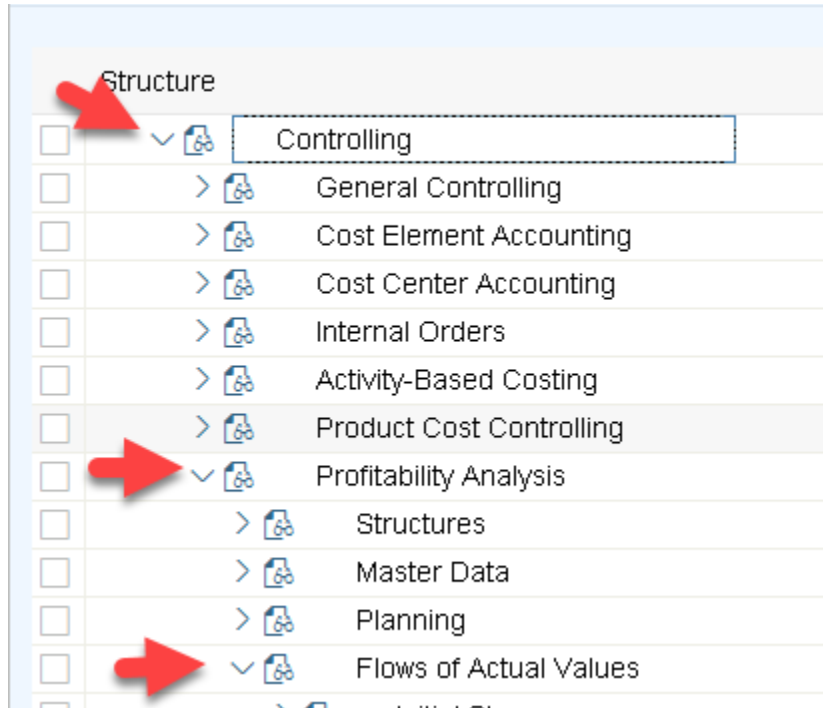 Structure
Controlling
General Controlling
Cost Element Accounting
Cost Center Accounting
Internal Orders
Activity-Based Costing
Product Cost Controlling
Profitability Analysis
Structures
Master Data
Planning
Flows of Actual Values